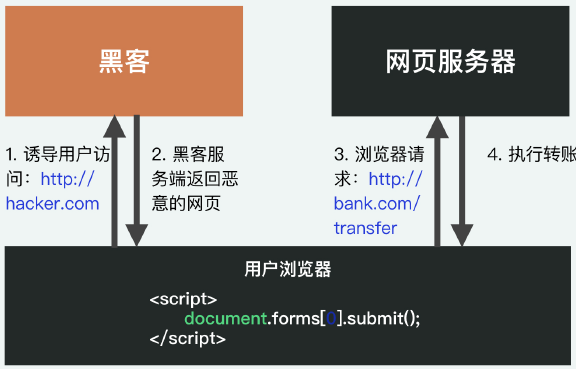 黑客
网页服务器
1. 诱导用户访
问：http://
hacker.com
2. 黑客服
务端返回恶
意的网页
3. 浏览器请
求：http://
bank.com/
transfer
4. 执行转账
用户浏览器
<script>
document.forms[0].submit();
</script>